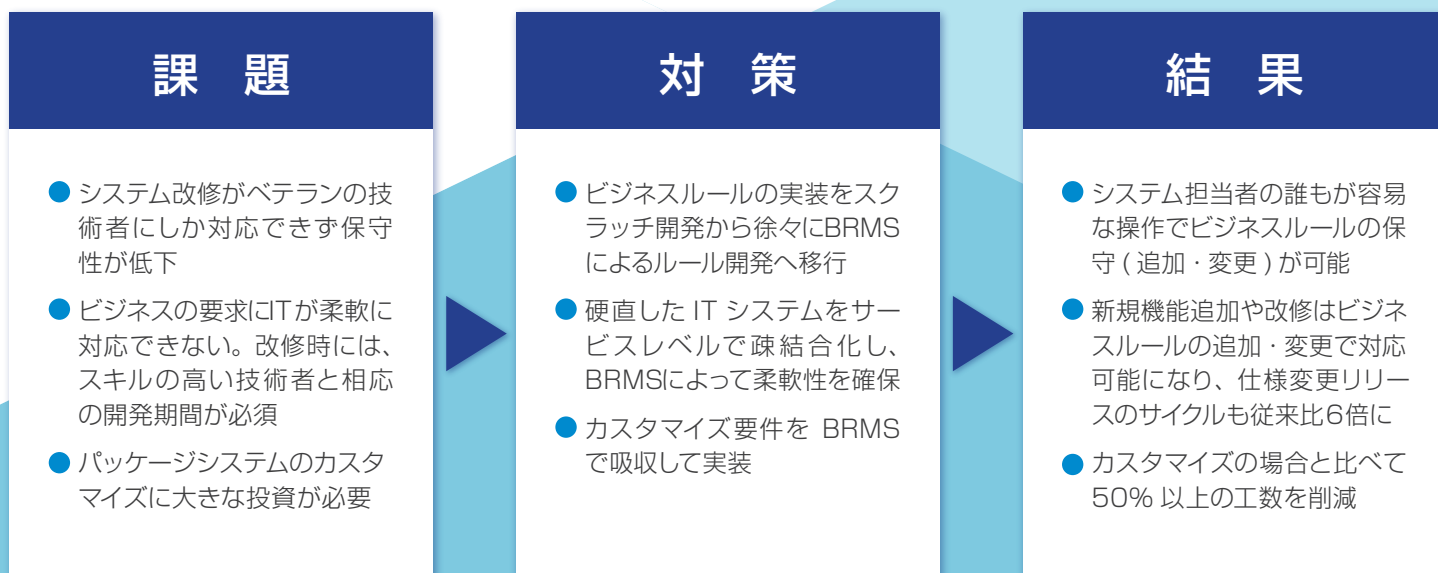 課　題
システム改修がベテランの技
術者にしか対応できず保守
性が低下
ビジネスの要求にITが柔軟に
対応できない。改修時には、
スキルの高い技術者と相応
の開発期間が必須
パッケージシステムのカスタ
マイズに大きな投資が必要
対　策
ビジネスルールの実装をスク
ラッチ開発から徐々にBRMS
によるルール開発へ移行
硬直した IT システムをサー
ビスレベルで疎結合化し、
BRMSによって柔軟性を確保
カスタマイズ要件を BRMS
で吸収して実装
結　果
システム担当者の誰もが容易
な操作でビジネスルールの保
守 ( 追加・変更 ) が可能
新規機能追加や改修はビジネ
スルールの追加・変更で対応
可能になり、仕様変更リリー
スのサイクルも従来比6倍に
カスタマイズの場合と比べて
50% 以上の工数を削減